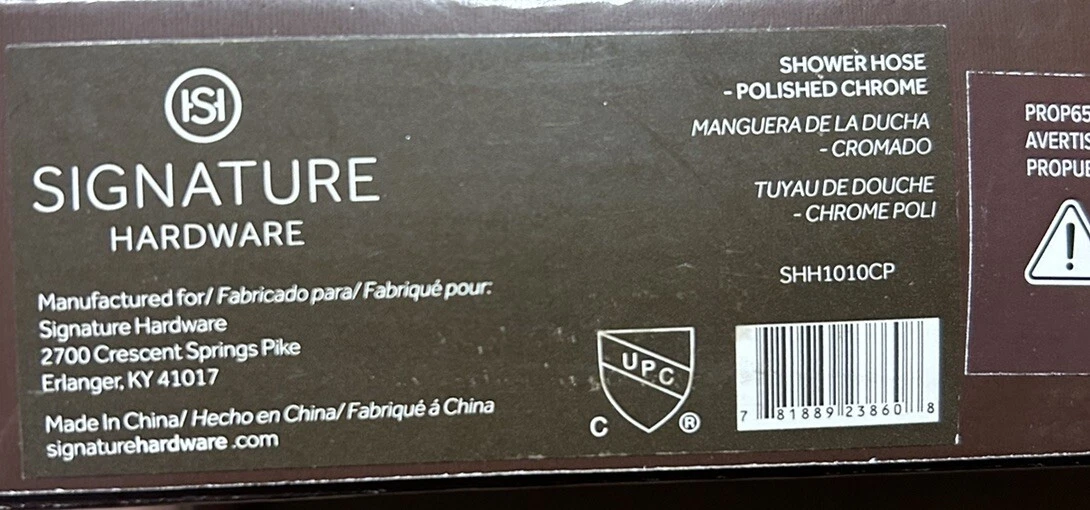 HSH
SIGNATURE
HARDWARE
Manufactured for/ Fabricado para/ Fabriqué pour:
Signature Hardware
2700 Crescent Springs Pike
Erlanger, KY 41017
Made In China/ Hecho en China/ Fabriqué á China
signaturehardware.com
SHOWER HOSE
- POLISHED CHROME
MANGUERA DE LA DUCHA
- CROMADO
TUYAU DE DOUCHE
- CHROME POLI
SHH1010CP
UPC
C ®
7 81889 23860 8
PROP65